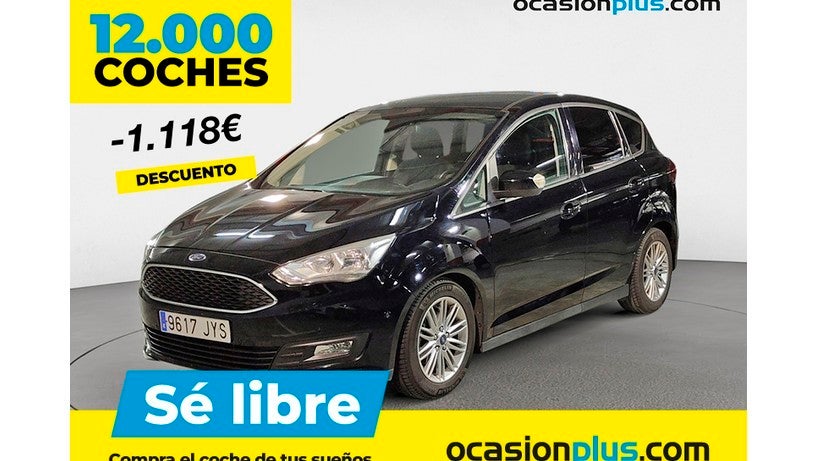 12.000
COCHES
ocasionplus.com
-1.118€
DESCUENTO
Ford
9617 JYS
Sé libre
Compra el coche de tus sueños
ocasionplus.com